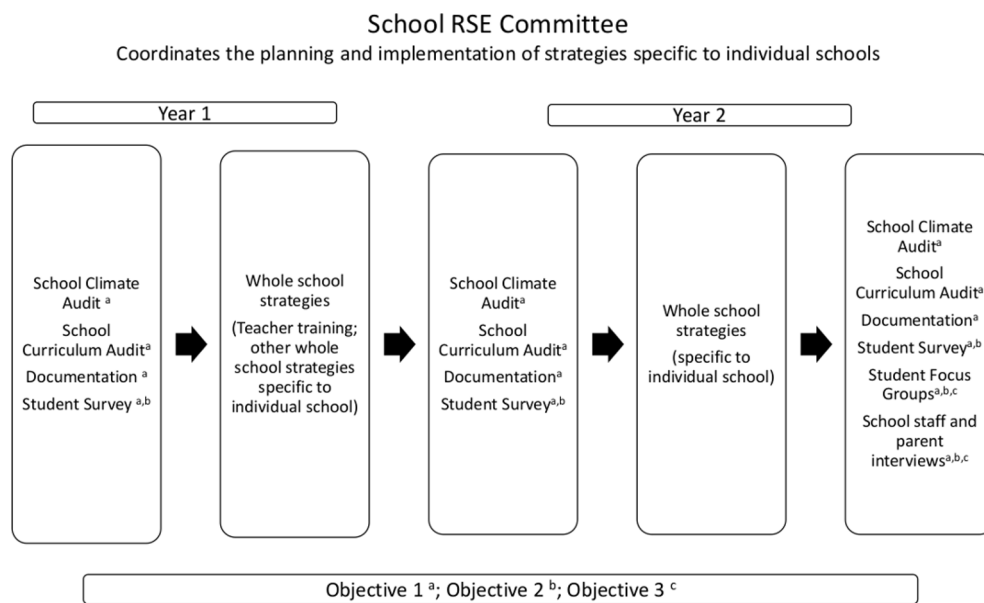 School RSE Committee
Coordinates the planning and implementation of strategies specific to individual schools
Year 1
Year 2
School Climate
Audit ᵃ
School
Curriculum Auditᵃ
Documentation ᵃ
Student Survey ᵃ,ᵇ
Whole school
strategies
(Teacher training;
other whole
school strategies
specific to
individual school)
School Climate
Auditᵃ
School
Curriculum Auditᵃ
Documentationᵃ
Student Surveyᵃ,ᵇ
Whole school
strategies
(specific to
individual school)
School Climate
Auditᵃ
School
Curriculum Auditᵃ
Documentationᵃ
Student Surveyᵃ,ᵇ
Student Focus
Groupsᵃ,ᵇ,ᶜ
School staff and
parent
interviewsᵃ,ᵇ,ᶜ
Objective 1 ᵃ; Objective 2 ᵇ; Objective 3 ᶜ